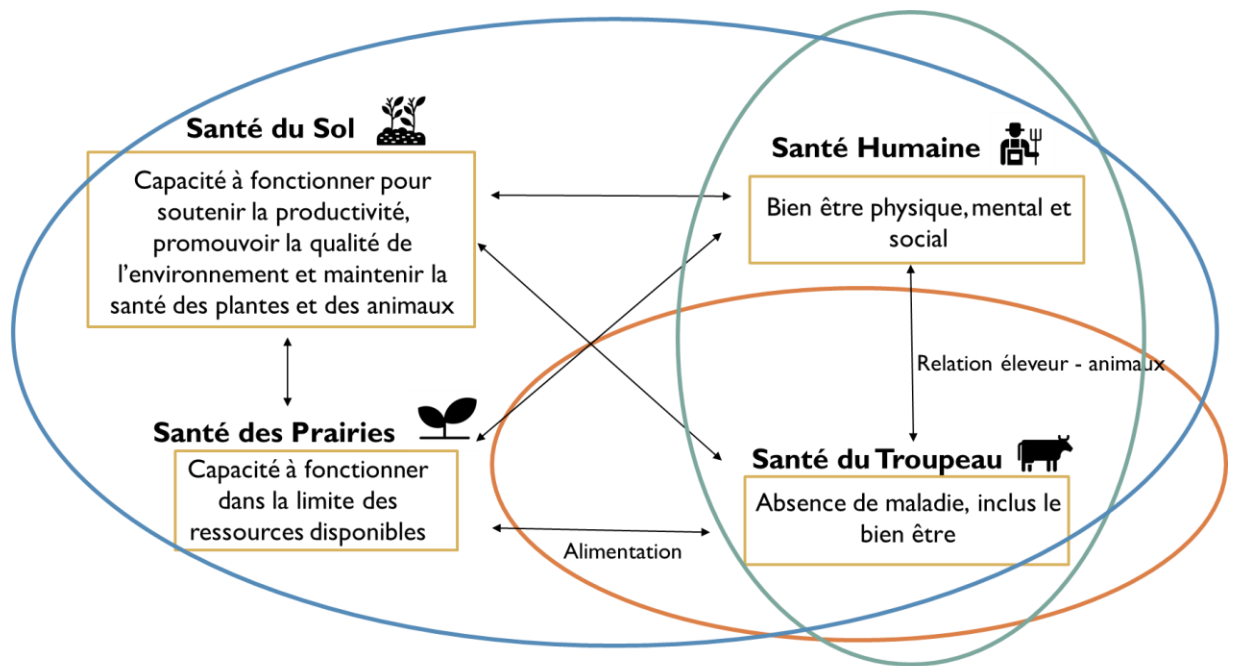 Santé du Sol
Capacité à fonctionner pour
soutenir la productivité,
promouvoir la qualité de
l'environnement et maintenir la
santé des plantes et des animaux
Santé Humaine
Bien être physique, mental et
social
Relation éleveur - animaux
Santé des Prairies
Capacité à fonctionner
dans la limite des
ressources disponibles
Alimentation
Santé du Troupeau
Absence de maladie, inclus le
bien être